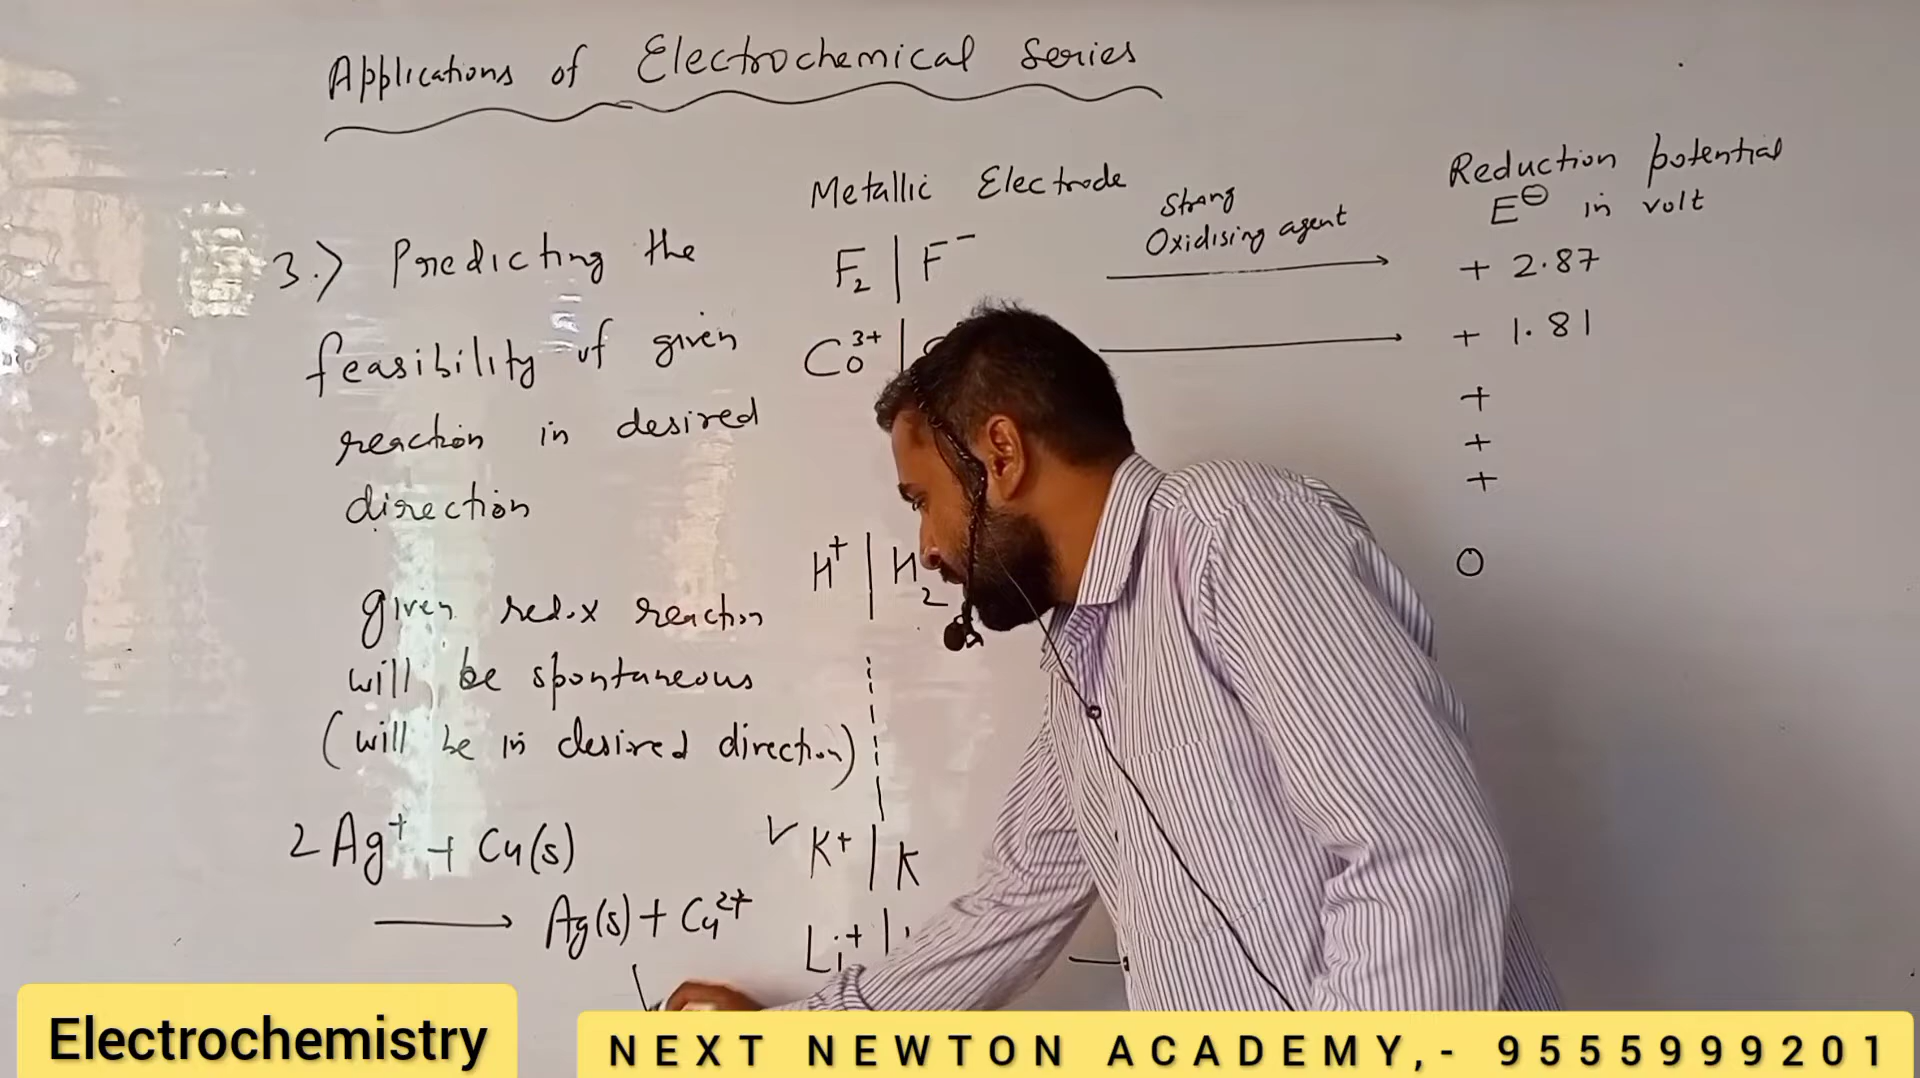 Applications of Electrochemical Series
Metallic Electrode
Strong
Oxidising agent
Reduction potential
E⊖ in volt
3.) Predicting the
feasibility of given
reaction in desired
direction
F₂ | F⁻
+ 2.87
Co³⁺ |
+ 1.81
+
+
+
H⁺ | H₂
0
given redox reaction
will be spontaneous
(will be in desired direction)
2Ag⁺ + Cu(s)
⟶ Ag(s) + Cu²⁺
✓ K⁺ | K
Li⁺ |
Electrochemistry
NEXT NEWTON ACADEMY,- 9555999201